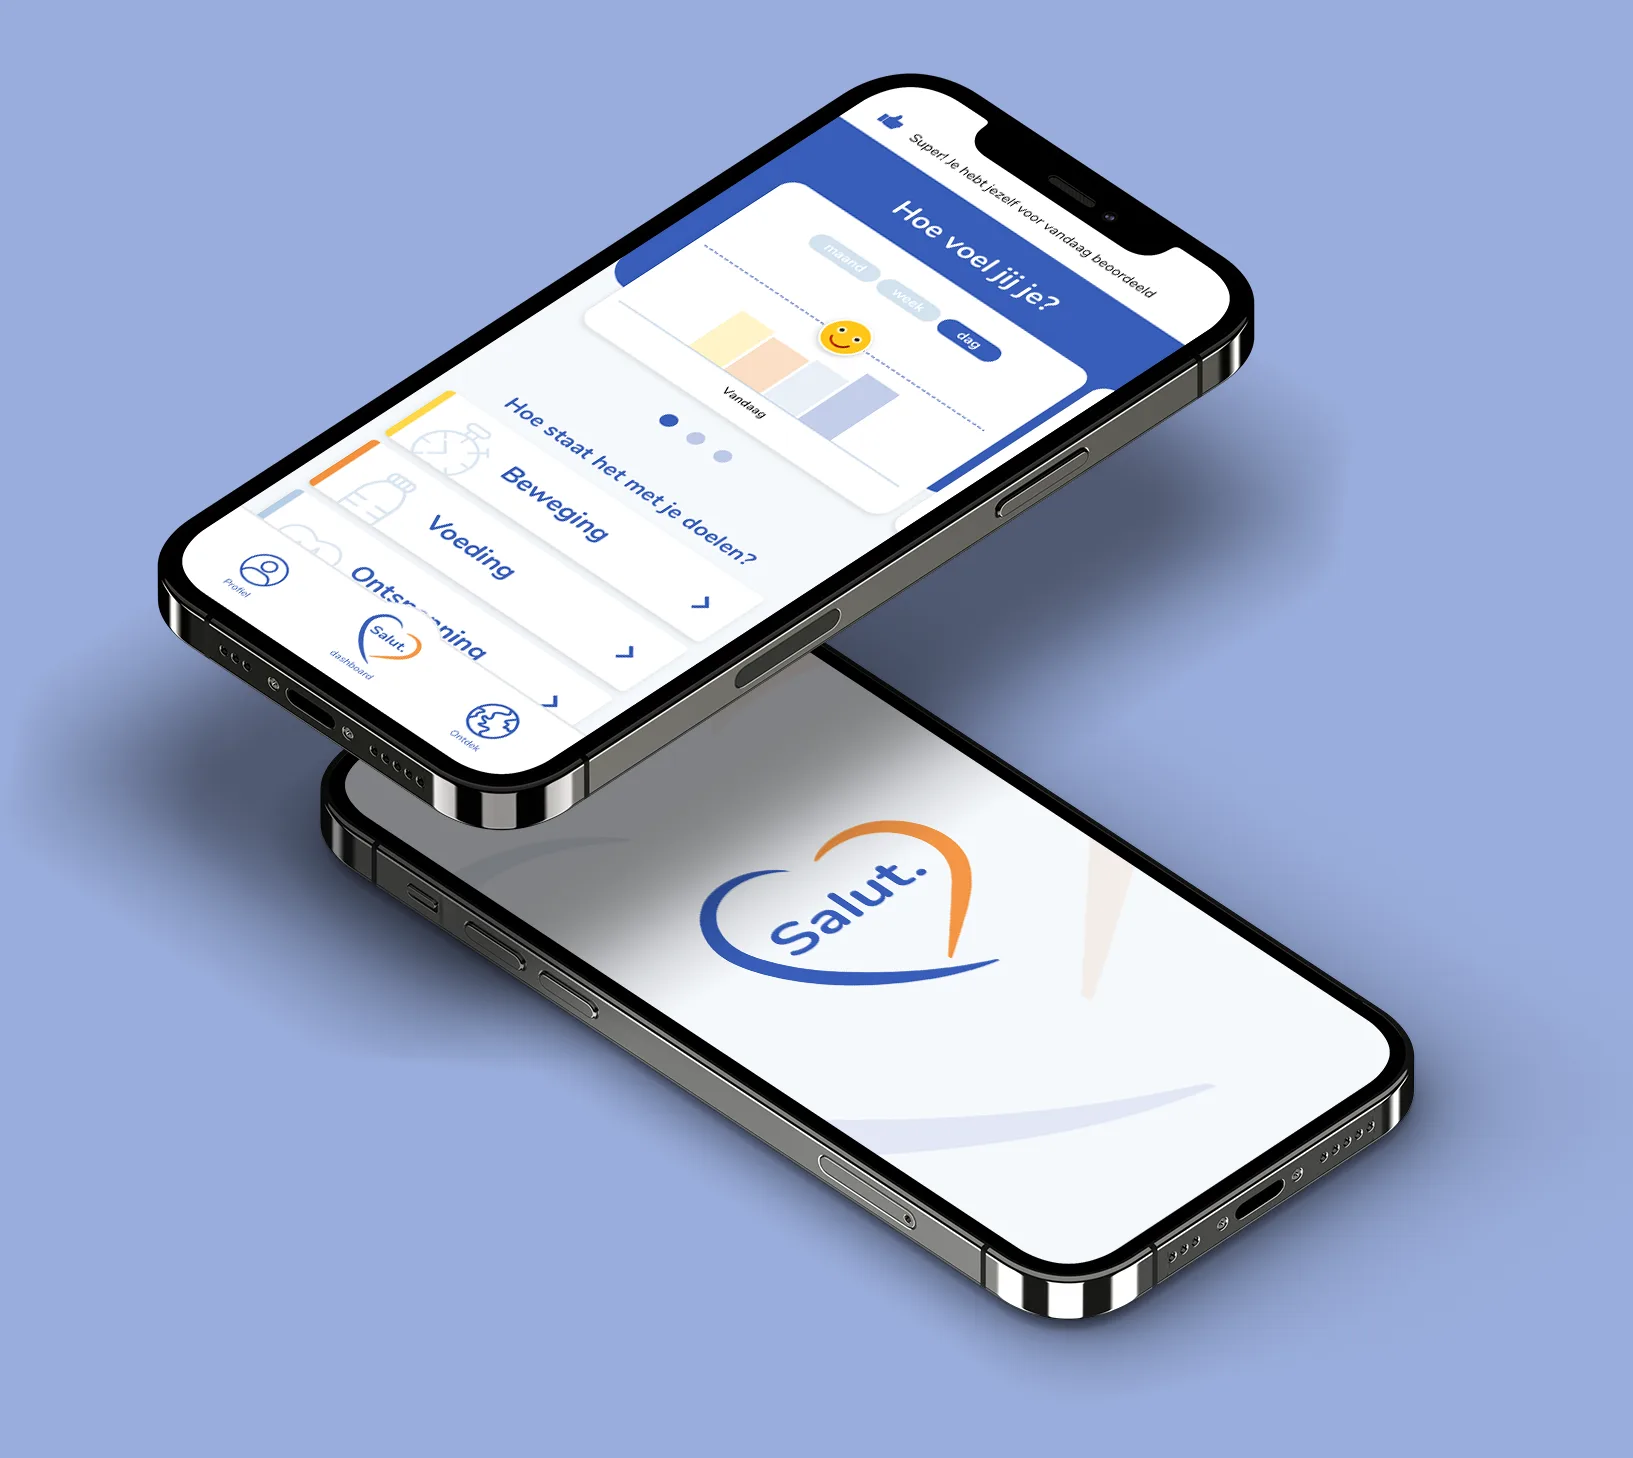 Super! Je hebt jezelf voor vandaag beoordeeld
Hoe voel jij je?
maand
week
dag
Vandaag
Hoe staat het met je doelen?
Beweging
Voeding
Ontspanning
Profiel
Salut.
dashboard
Ontdek
Salut.